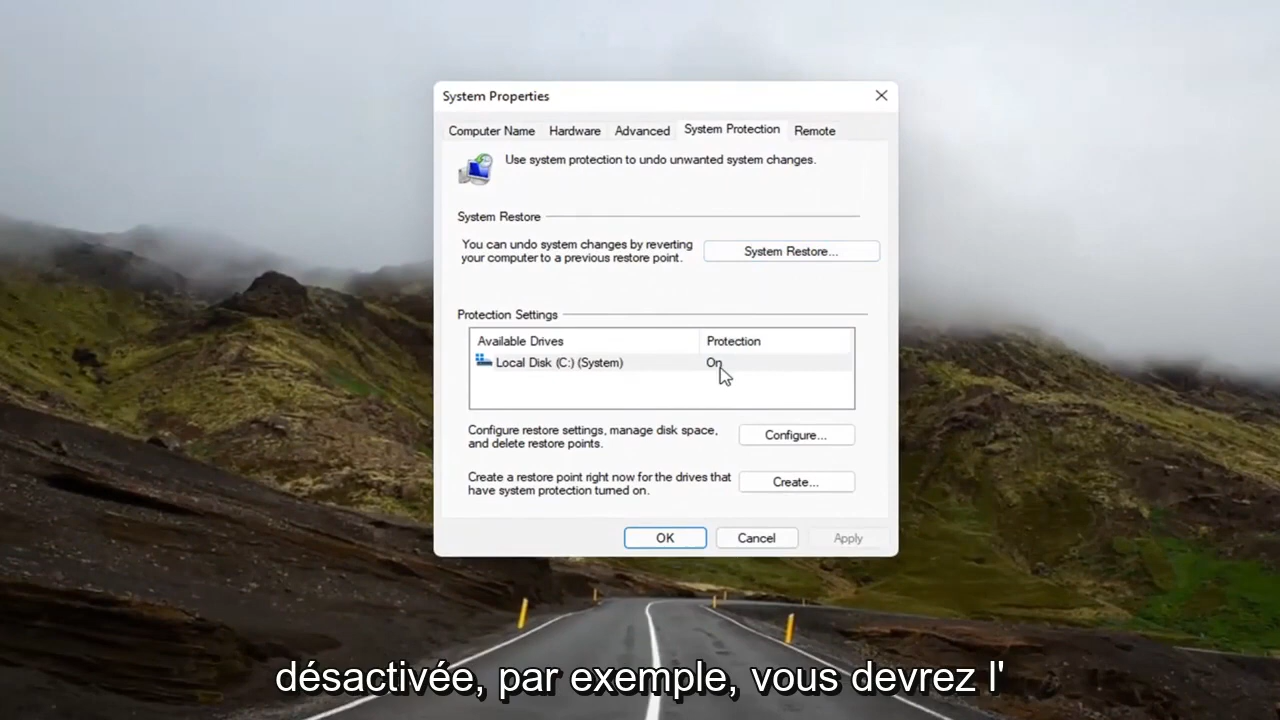 System Properties
Computer Name Hardware Advanced System Protection Remote
Use system protection to undo unwanted system changes.
System Restore
You can undo system changes by reverting
your computer to a previous restore point.
System Restore...
Protection Settings
Available Drives Protection
Local Disk (C:) (System) On
Configure restore settings, manage disk space,
and delete restore points.
Configure...
Create a restore point right now for the drives that
have system protection turned on.
Create...
OK Cancel Apply
désactivée, par exemple, vous devrez l'